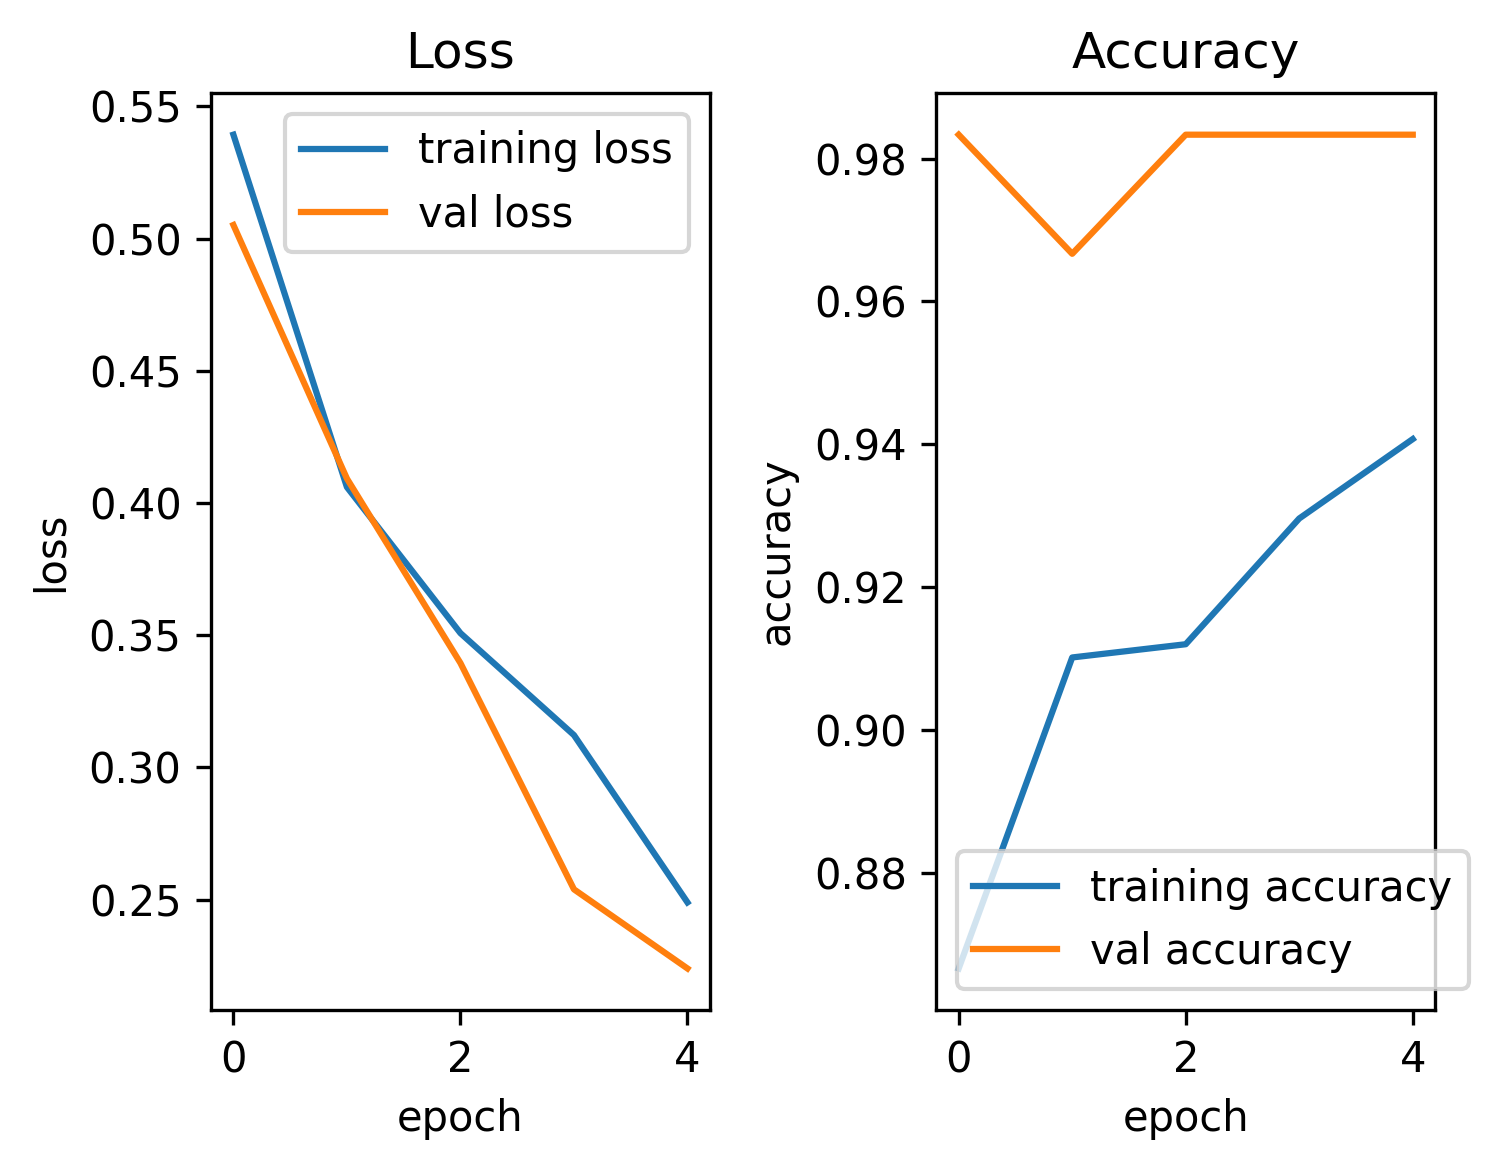 Loss
0.55
0.50
0.45
0.40
0.35
0.30
0.25
loss
training loss
val loss
0 2 4
epoch
Accuracy
0.98
0.96
0.94
0.92
0.90
0.88
accuracy
training accuracy
val accuracy
0 2 4
epoch